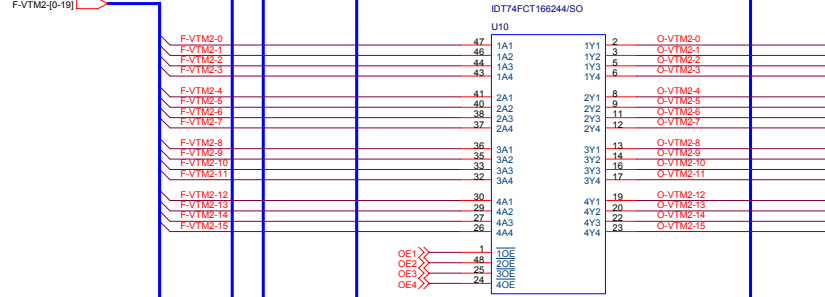 F-VTM2-[0-19]
IDT74FCT166244/SO
U10
F-VTM2-0 47 1A1 1Y1 2 O-VTM2-0
F-VTM2-1 46 1A2 1Y2 3 O-VTM2-1
F-VTM2-2 44 1A3 1Y3 5 O-VTM2-2
F-VTM2-3 43 1A4 1Y4 6 O-VTM2-3
F-VTM2-4 41 2A1 2Y1 8 O-VTM2-4
F-VTM2-5 40 2A2 2Y2 9 O-VTM2-5
F-VTM2-6 38 2A3 2Y3 11 O-VTM2-6
F-VTM2-7 37 2A4 2Y4 12 O-VTM2-7
F-VTM2-8 36 3A1 3Y1 13 O-VTM2-8
F-VTM2-9 35 3A2 3Y2 14 O-VTM2-9
F-VTM2-10 33 3A3 3Y3 16 O-VTM2-10
F-VTM2-11 32 3A4 3Y4 17 O-VTM2-11
F-VTM2-12 30 4A1 4Y1 19 O-VTM2-12
F-VTM2-13 29 4A2 4Y2 20 O-VTM2-13
F-VTM2-14 27 4A3 4Y3 22 O-VTM2-14
F-VTM2-15 26 4A4 4Y4 23 O-VTM2-15
OE1 1 1OE
OE2 48 2OE
OE3 25 3OE
OE4 24 4OE